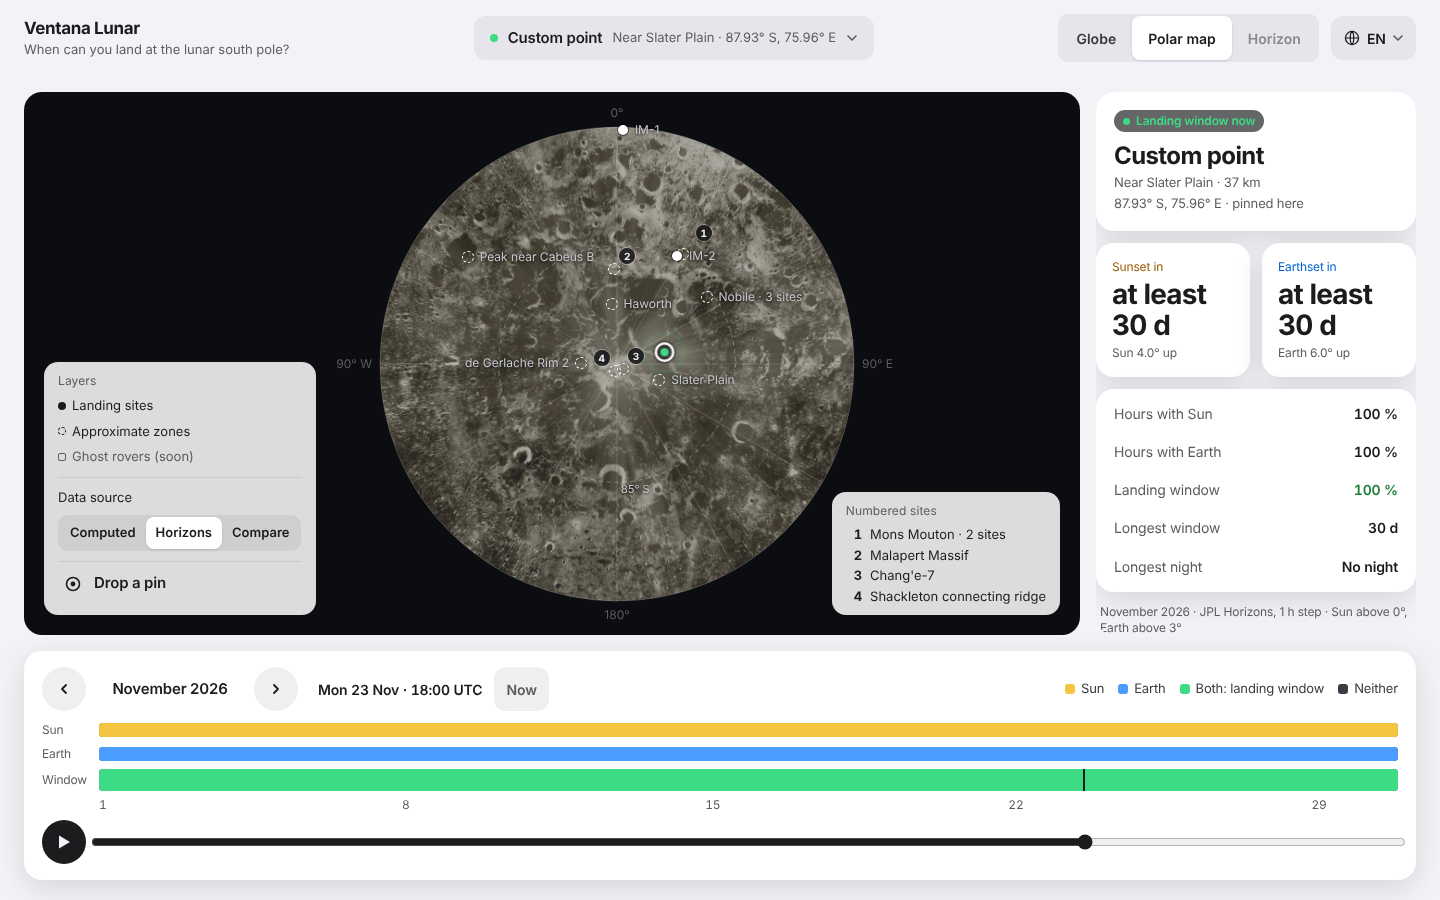 Ventana Lunar
When can you land at the lunar south pole?
Custom point Near Slater Plain · 87.93° S, 75.96° E
Globe Polar map Horizon
EN
0°
IM-1
1
Peak near Cabeus B
2
IM-2
Haworth
Nobile · 3 sites
90° W
de Gerlache Rim 2
4
3
90° E
Slater Plain
85° S
180°
Layers
Landing sites
Approximate zones
Ghost rovers (soon)
Data source
Computed Horizons Compare
Drop a pin
Numbered sites
1 Mons Mouton · 2 sites
2 Malapert Massif
3 Chang'e-7
4 Shackleton connecting ridge
Landing window now
Custom point
Near Slater Plain · 37 km
87.93° S, 75.96° E · pinned here
Sunset in
at least
30 d
Sun 4.0° up
Earthset in
at least
30 d
Earth 6.0° up
Hours with Sun 100 %
Hours with Earth 100 %
Landing window 100 %
Longest window 30 d
Longest night No night
November 2026 · JPL Horizons, 1 h step · Sun above 0°,
Earth above 3°
November 2026
Mon 23 Nov · 18:00 UTC
Now
Sun Earth Both: landing window Neither
Sun
Earth
Window
1 8 15 22 29